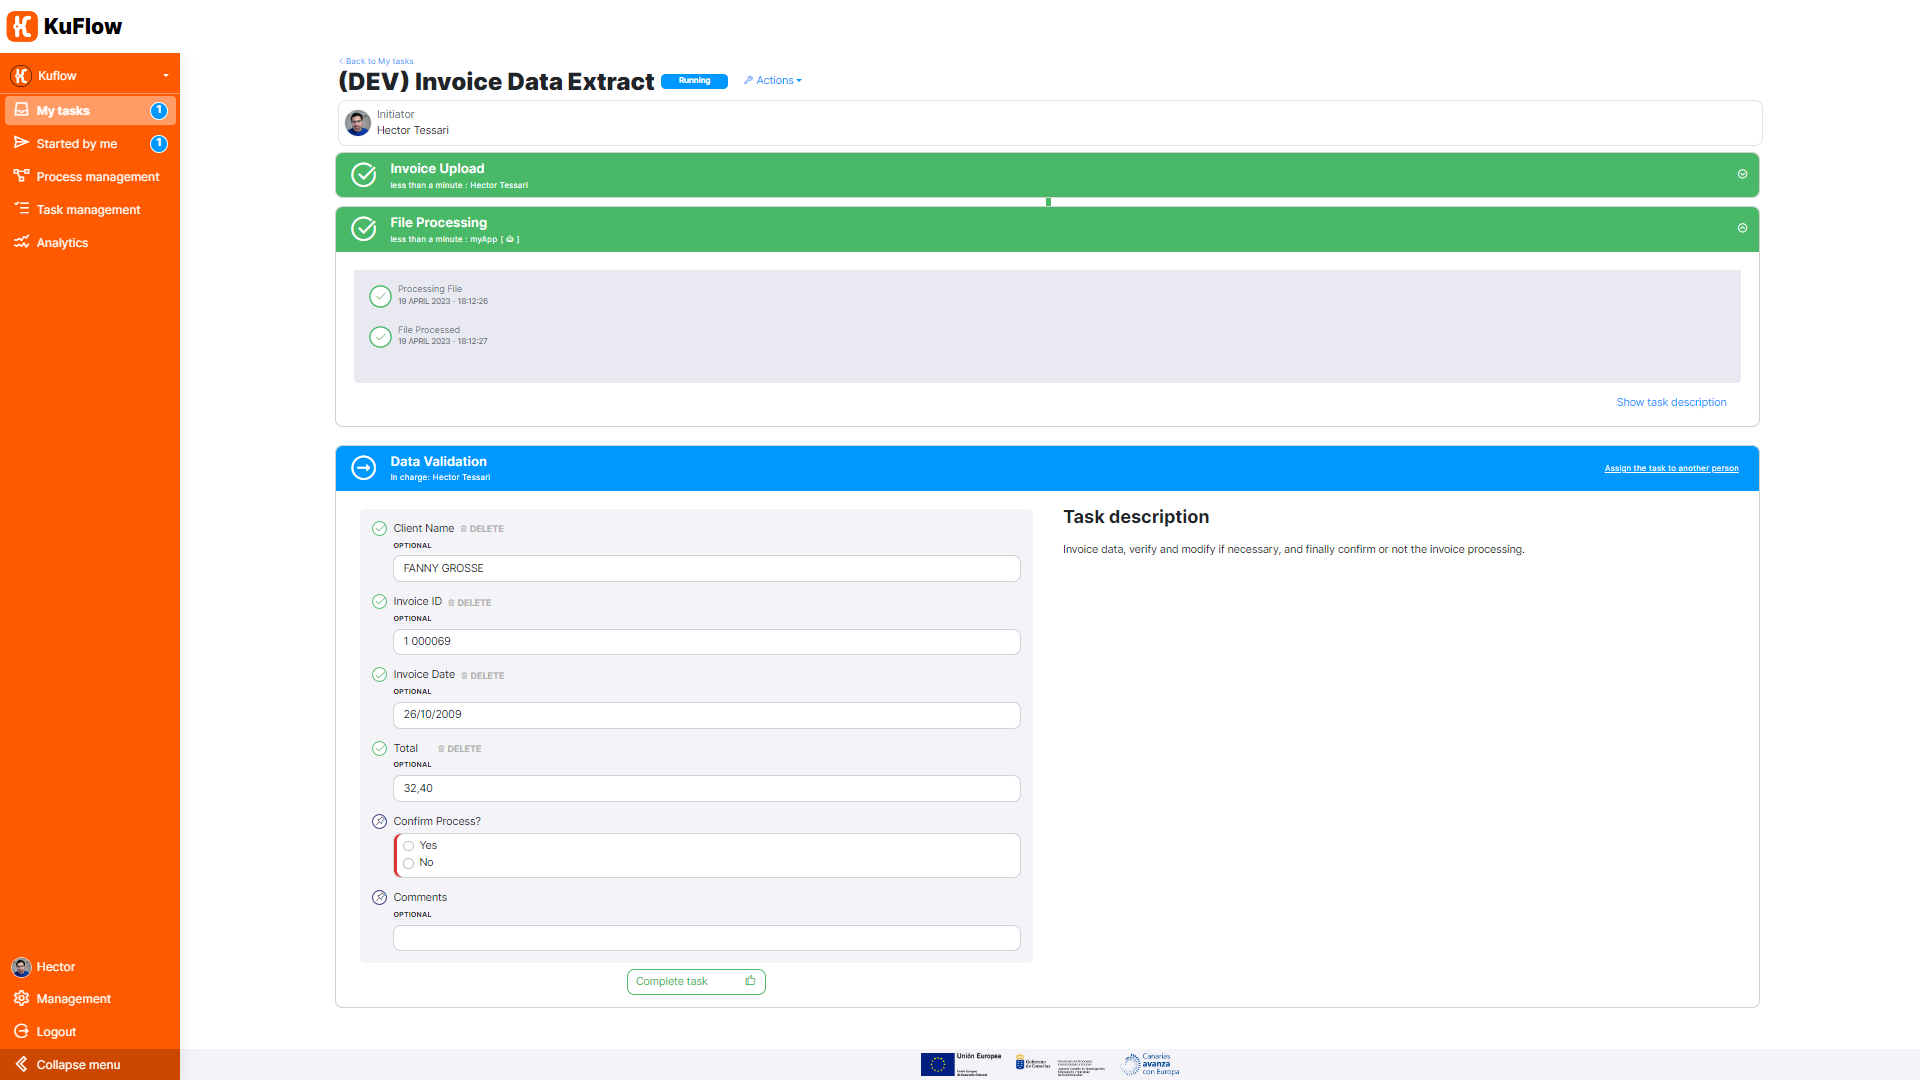 KuFlow
Kuflow
My tasks
1
Started by me
1
Process management
Task management
Analytics
Hector
Management
Logout
Collapse menu
Back to My tasks
(DEV) Invoice Data Extract
Running
Actions
Initiator
Hector Tessari
Invoice Upload
less than a minute : Hector Tessari
File Processing
less than a minute : myApp [ ]
Processing File
19 APRIL 2023 - 18:12:26
File Processed
19 APRIL 2023 - 18:12:27
Show task description
Data Validation
In charge: Hector Tessari
Assign the task to another person
Client Name DELETE
OPTIONAL
FANNY GROSSE
Invoice ID DELETE
OPTIONAL
1 000069
Invoice Date DELETE
OPTIONAL
26/10/2009
Total DELETE
OPTIONAL
32,40
Confirm Process?
Yes
No
Comments
OPTIONAL
Complete task
Task description
Invoice data, verify and modify if necessary, and finally confirm or not the invoice processing.
Unión Europea
Gobierno
de Canarias
Canarias
avanza
con Europa